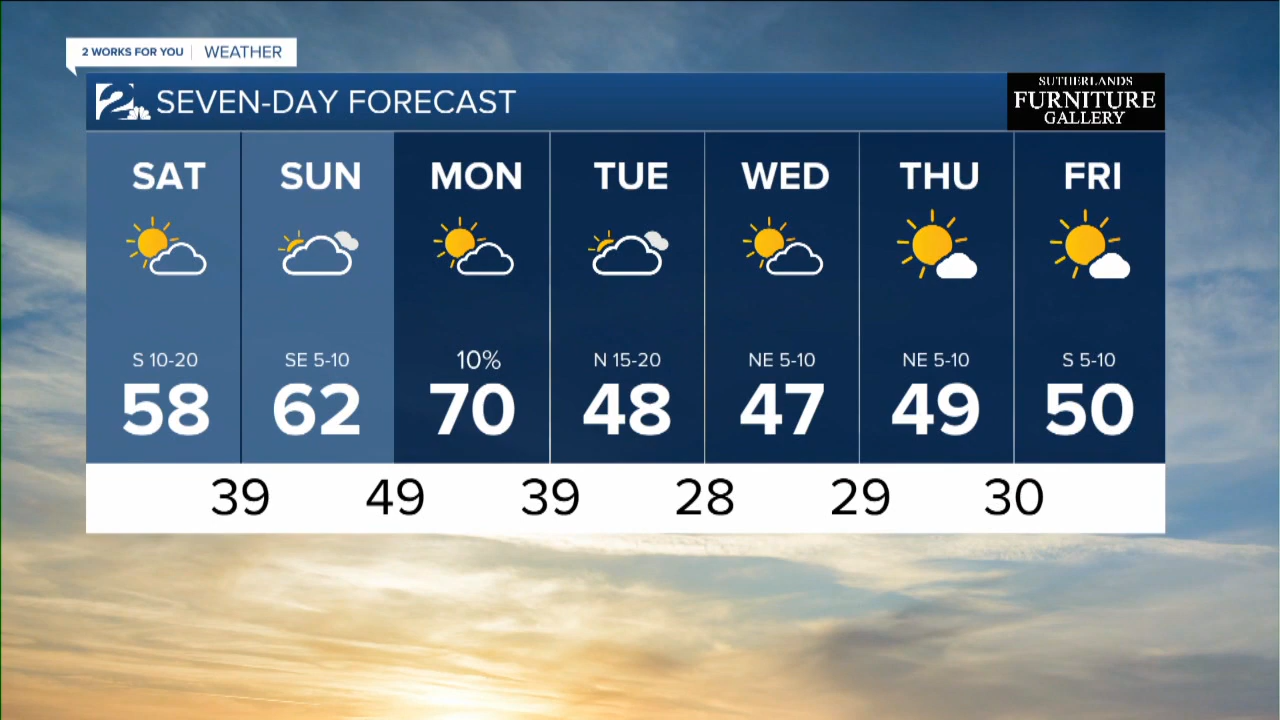 2 WORKS FOR YOU | WEATHER
2 SEVEN-DAY FORECAST
SUTHERLANDS
FURNITURE
GALLERY
SAT SUN MON TUE WED THU FRI
S 10-20 SE 5-10 10% N 15-20 NE 5-10 NE 5-10 S 5-10
58 62 70 48 47 49 50
39 49 39 28 29 30